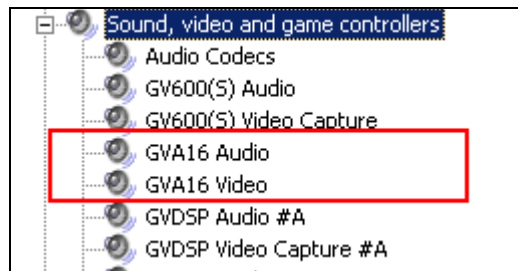 Sound, video and game controllers
Audio Codecs
GV600(S) Audio
GV600(S) Video Capture
GVA16 Audio
GVA16 Video
GVDSP Audio #A
GVDSP Video Capture #A